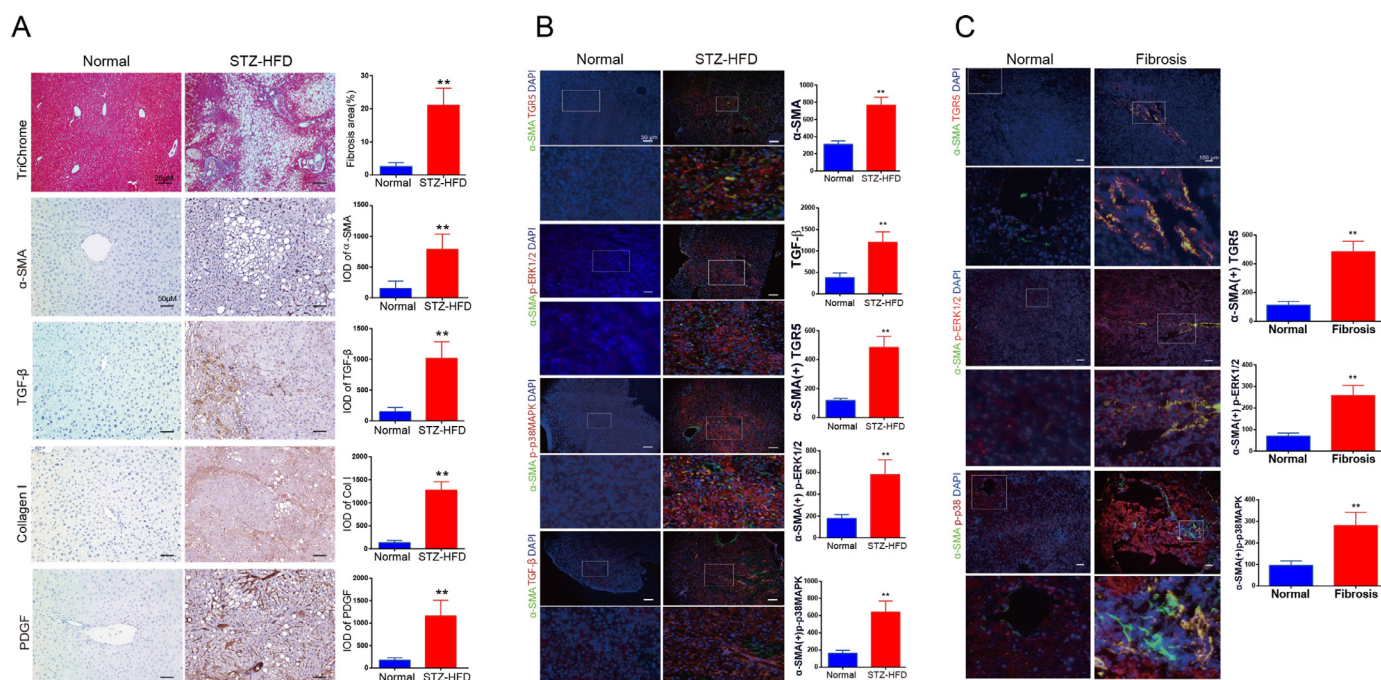 A
Normal
STZ-HFD
TriChrome
25μM
Fibrosis area(%)
30
20
10
0
**
Normal
STZ-HFD
α-SMA
50μM
IOD of α-SMA
1500
1000
500
0
**
Normal
STZ-HFD
TGF-β
IOD of TGF-β
1500
1000
500
0
**
Normal
STZ-HFD
Collagen I
IOD of Col I
2000
1500
1000
500
0
**
Normal
STZ-HFD
PDGF
IOD of PDGF
2000
1500
1000
500
0
**
Normal
STZ-HFD
B
Normal
STZ-HFD
α-SMA TGR5 DAPI
50 μm
α-SMA p-ERK1/2 DAPI
α-SMA p-p38MAPK DAPI
α-SMA TGF-β DAPI
α-SMA
1000
800
600
400
200
0
**
Normal
STZ-HFD
TGF-β
2000
1500
1000
500
0
**
Normal
STZ-HFD
α-SMA(+) TGR5
600
400
200
0
**
Normal
STZ-HFD
α-SMA(+) p-ERK1/2
800
600
400
200
0
**
Normal
STZ-HFD
α-SMA(+)p-p38MAPK
1000
800
600
400
200
0
**
Normal
STZ-HFD
C
Normal
Fibrosis
α-SMA TGR5 DAPI
100 μm
α-SMA p-ERK1/2 DAPI
α-SMA p-p38 DAPI
α-SMA(+) TGR5
600
400
200
0
**
Normal
Fibrosis
α-SMA(+) p-ERK1/2
400
300
200
100
0
**
Normal
Fibrosis
α-SMA(+)p-p38MAPK
400
300
200
100
0
**
Normal
Fibrosis